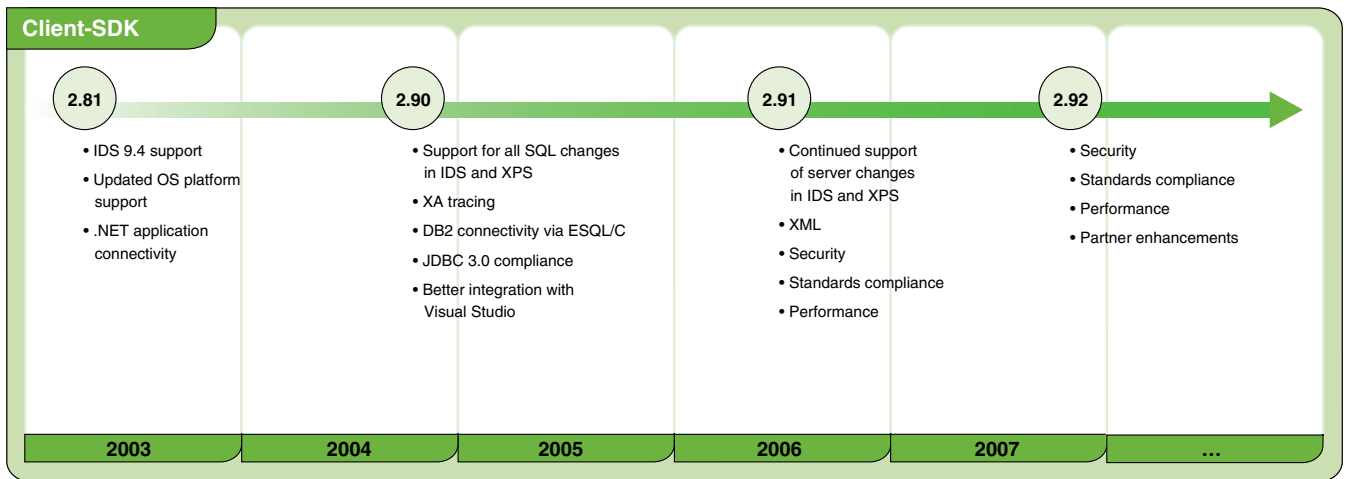 Client-SDK
2.81
2.90
2.91
2.92
• IDS 9.4 support
• Updated OS platform
support
• .NET application
connectivity
• Support for all SQL changes
in IDS and XPS
• XA tracing
• DB2 connectivity via ESQL/C
• JDBC 3.0 compliance
• Better integration with
Visual Studio
• Continued support
of server changes
in IDS and XPS
• XML
• Security
• Standards compliance
• Performance
• Security
• Standards compliance
• Performance
• Partner enhancements
2003
2004
2005
2006
2007
...